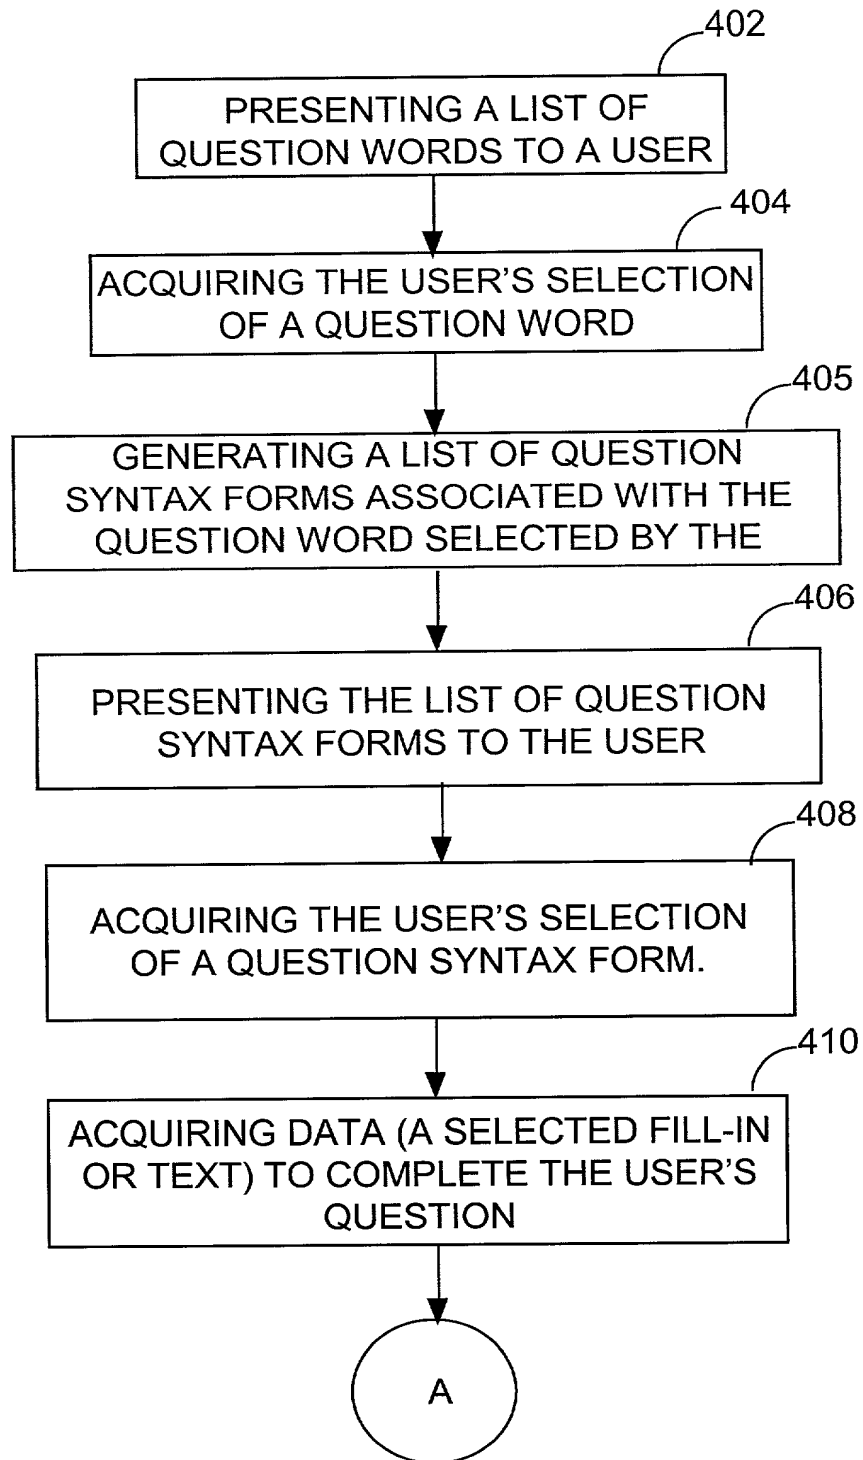 402
PRESENTING A LIST OF
QUESTION WORDS TO A USER
404
ACQUIRING THE USER'S SELECTION
OF A QUESTION WORD
405
GENERATING A LIST OF QUESTION
SYNTAX FORMS ASSOCIATED WITH THE
QUESTION WORD SELECTED BY THE
406
PRESENTING THE LIST OF QUESTION
SYNTAX FORMS TO THE USER
408
ACQUIRING THE USER'S SELECTION
OF A QUESTION SYNTAX FORM.
410
ACQUIRING DATA (A SELECTED FILL-IN
OR TEXT) TO COMPLETE THE USER'S
QUESTION
A